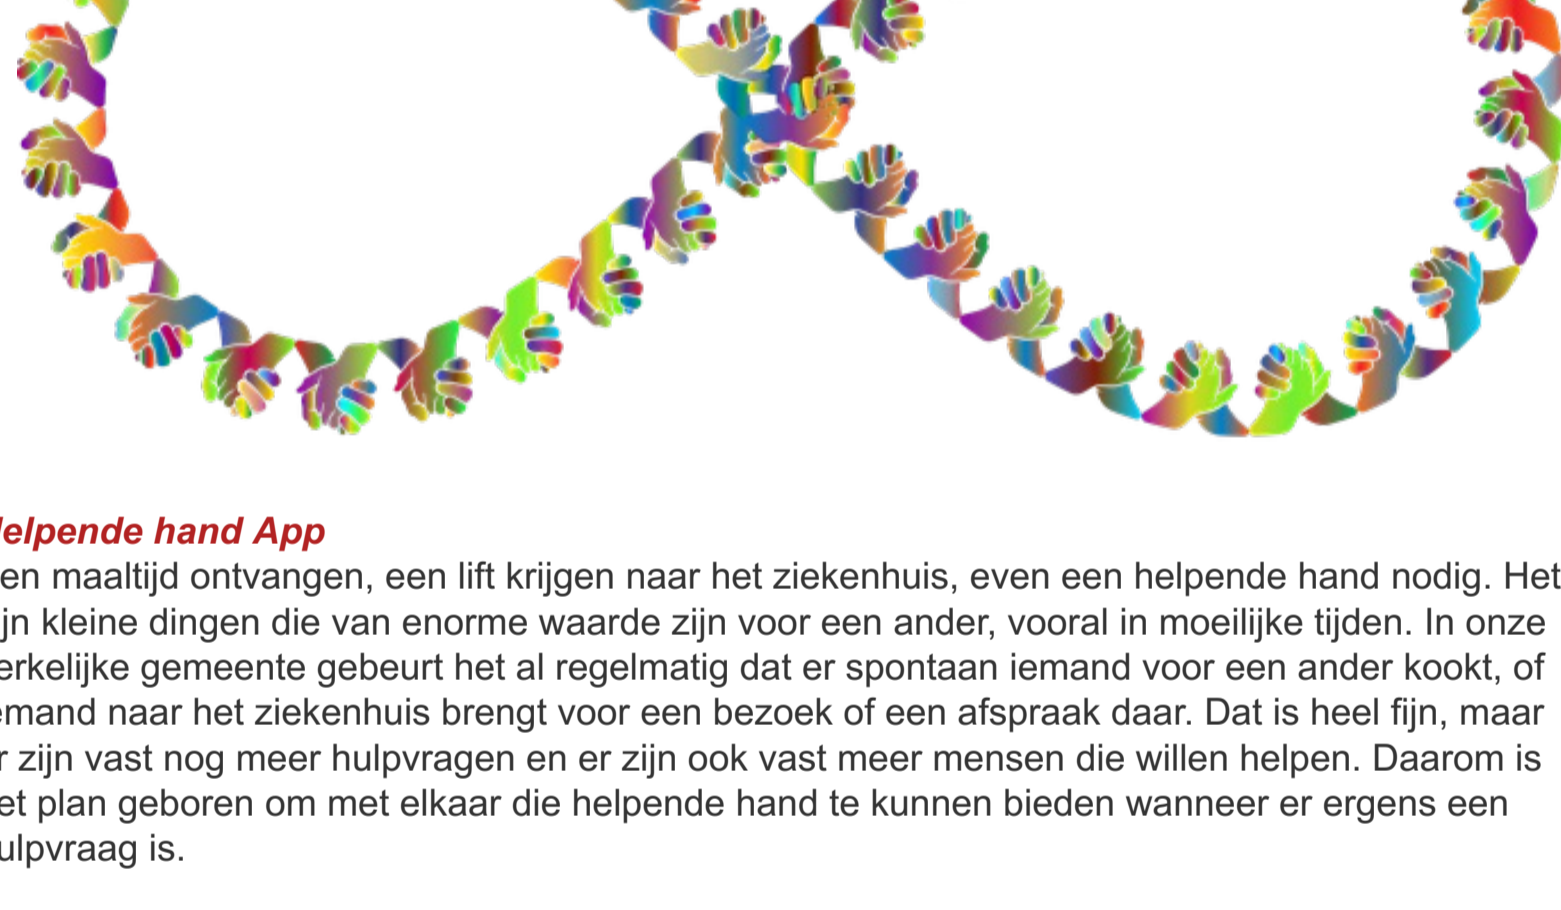 elpende hand App
en maaltijd ontvangen, een lift krijgen naar het ziekenhuis, even een helpende hand nodig. Het
jn kleine dingen die van enorme waarde zijn voor een ander, vooral in moeilijke tijden. In onze
erkelijke gemeente gebeurt het al regelmatig dat er spontaan iemand voor een ander kookt, of
emand naar het ziekenhuis brengt voor een bezoek of een afspraak daar. Dat is heel fijn, maar
r zijn vast nog meer hulpvragen en er zijn ook vast meer mensen die willen helpen. Daarom is
et plan geboren om met elkaar die helpende hand te kunnen bieden wanneer er ergens een
ulpvraag is.